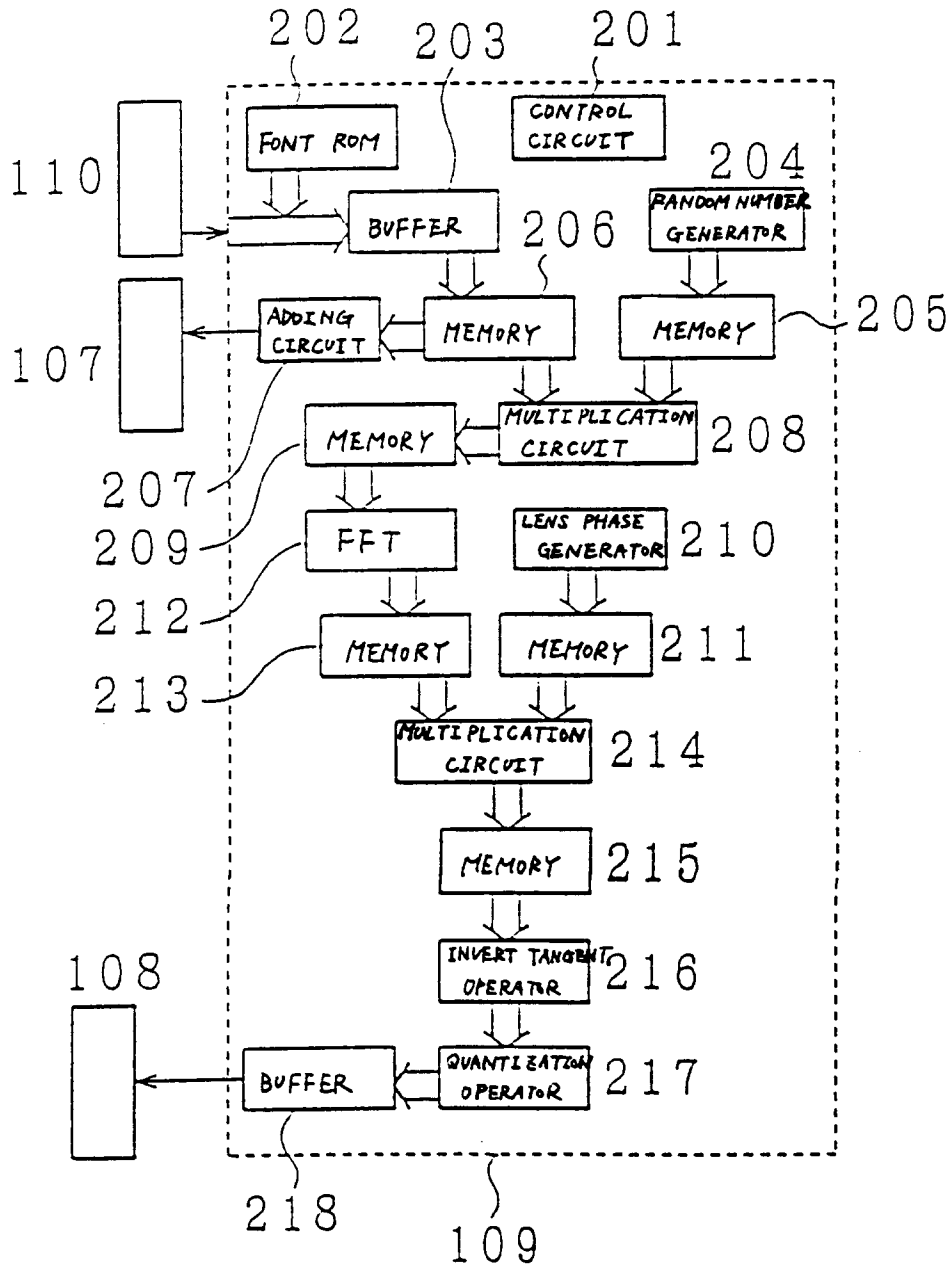 202
203
201
110
FONT ROM
CONTROL
CIRCUIT
204
RANDOM NUMBER
GENERATOR
BUFFER
206
107
ADDING
CIRCUIT
MEMORY
MEMORY
205
MEMORY
MULTIPLICATION
CIRCUIT
208
207
209
FFT
LENS PHASE
GENERATOR
210
212
MEMORY
MEMORY
211
213
MULTIPLICATION
CIRCUIT
214
MEMORY
215
108
INVERT TANGENT
OPERATOR
216
BUFFER
QUANTIZATION
OPERATOR
217
218
109